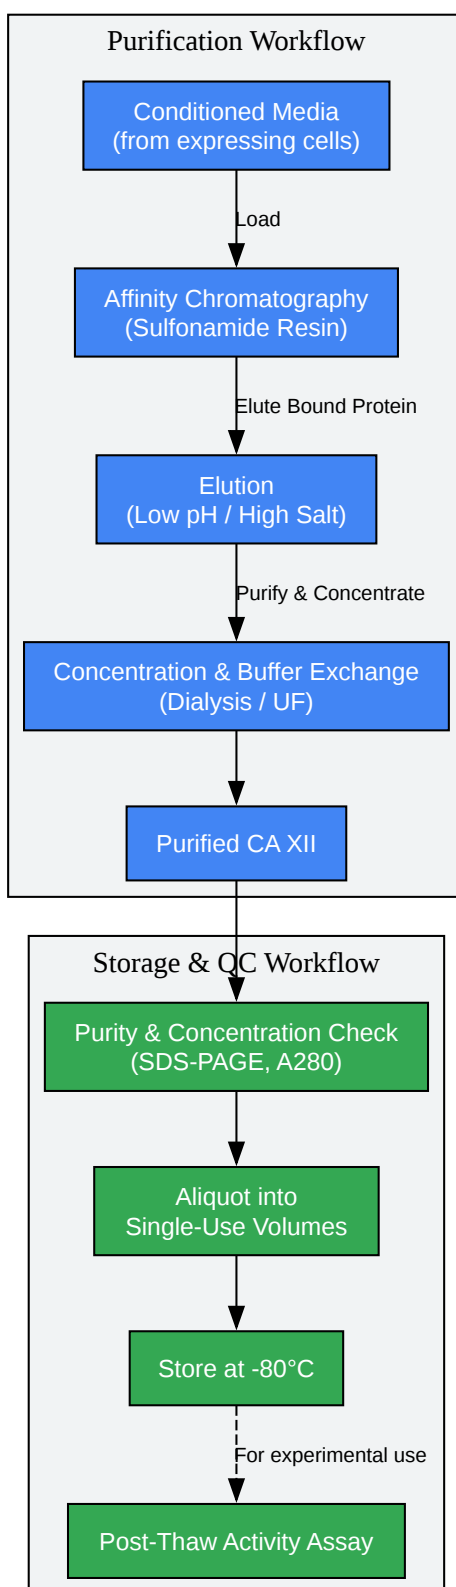 Purification Workflow
Conditioned Media
(from expressing cells)
Load
Affinity Chromatography
(Sulfonamide Resin)
Elute Bound Protein
Elution
(Low pH / High Salt)
Purify & Concentrate
Concentration & Buffer Exchange
(Dialysis / UF)
Purified CA XII
Storage & QC Workflow
Purity & Concentration Check
(SDS-PAGE, A280)
Aliquot into
Single-Use Volumes
Store at -80°C
For experimental use
Post-Thaw Activity Assay